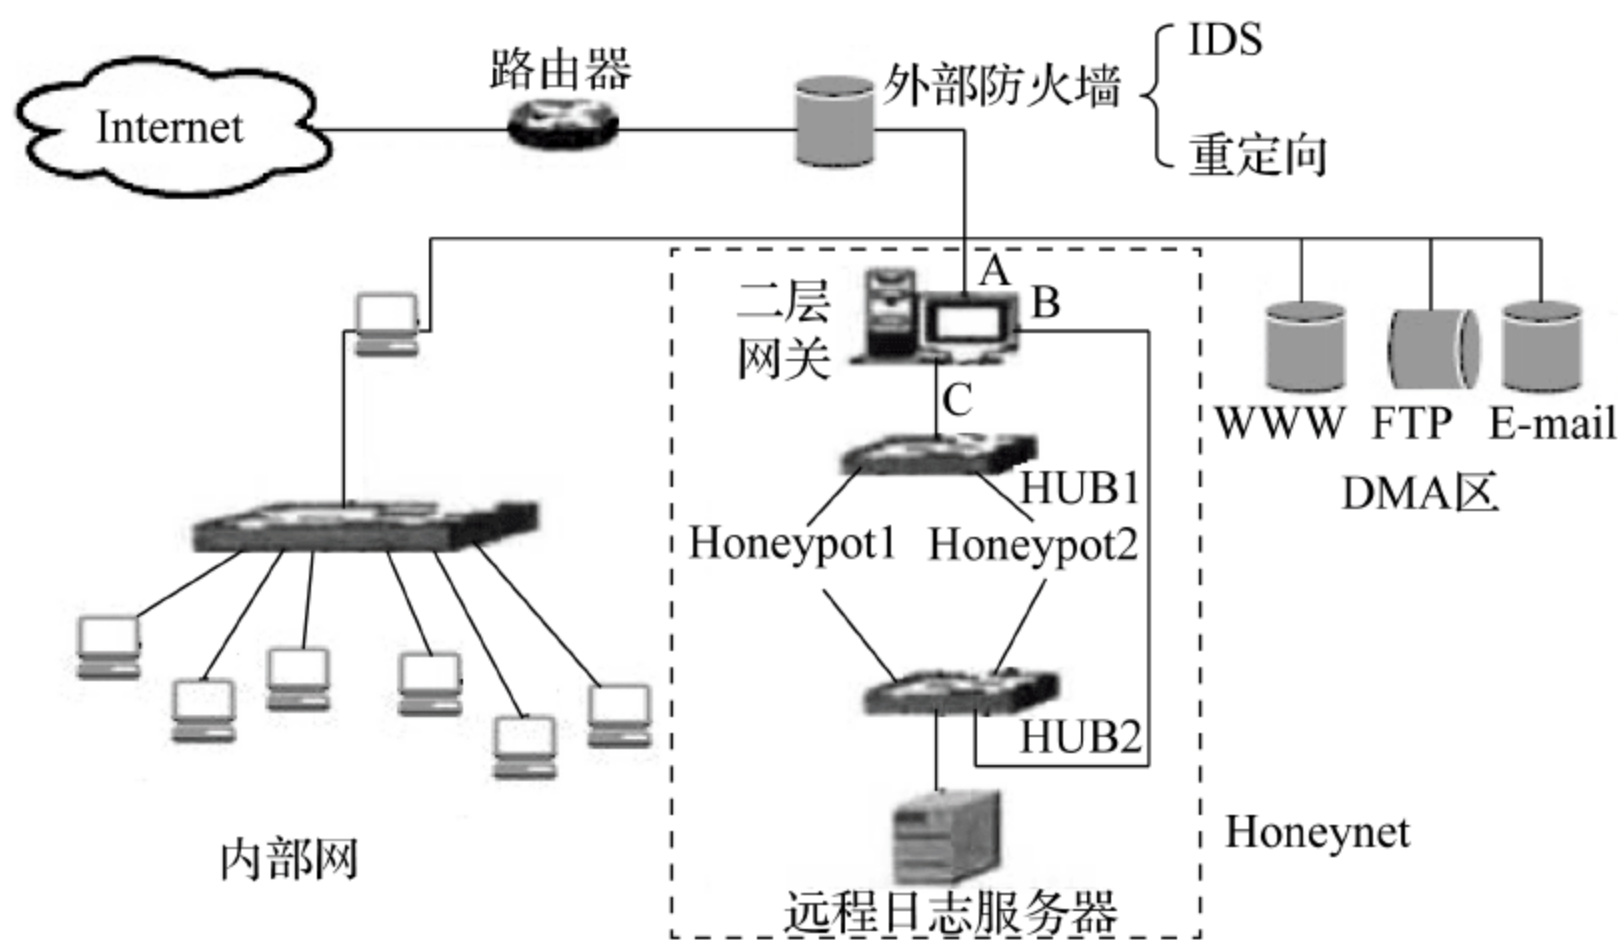 IDS
路由器
外部防火墙
Internet
重定向
A
二层
网关
B
C
WWW
FTP
E-mail
HUB1
DMA区
Honeypot1
Honeypot2
HUB2
Honeynet
内部网
远程日志服务器